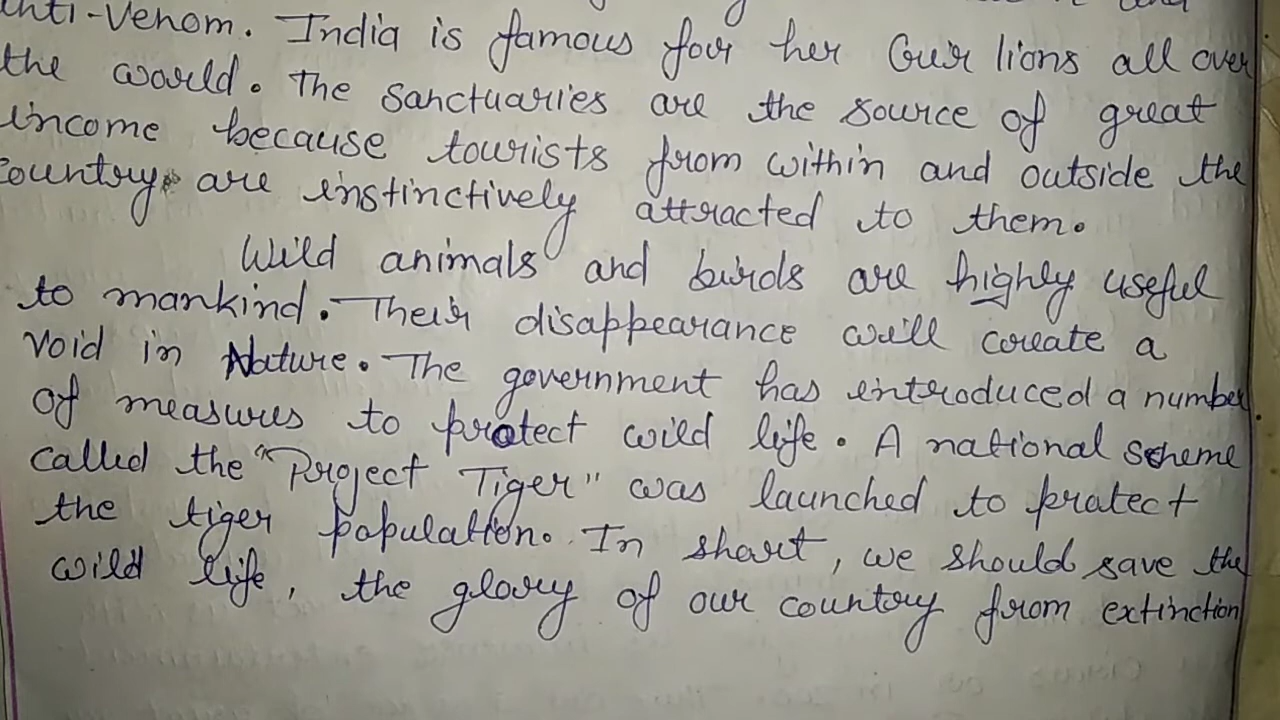 anti-venom. India is famous for her Gir lions all over
the world. The sanctuaries are the source of great
income because tourists from within and outside the
country are instinctively attracted to them.
Wild animals and birds are highly useful
to mankind. Their disappearance will create a
void in Nature. The government has introduced a number
of measures to protect wild life. A national scheme
called the "Project Tiger" was launched to pratect
the tiger population. In short, we should save the
wild life, the glory of our country from extinction